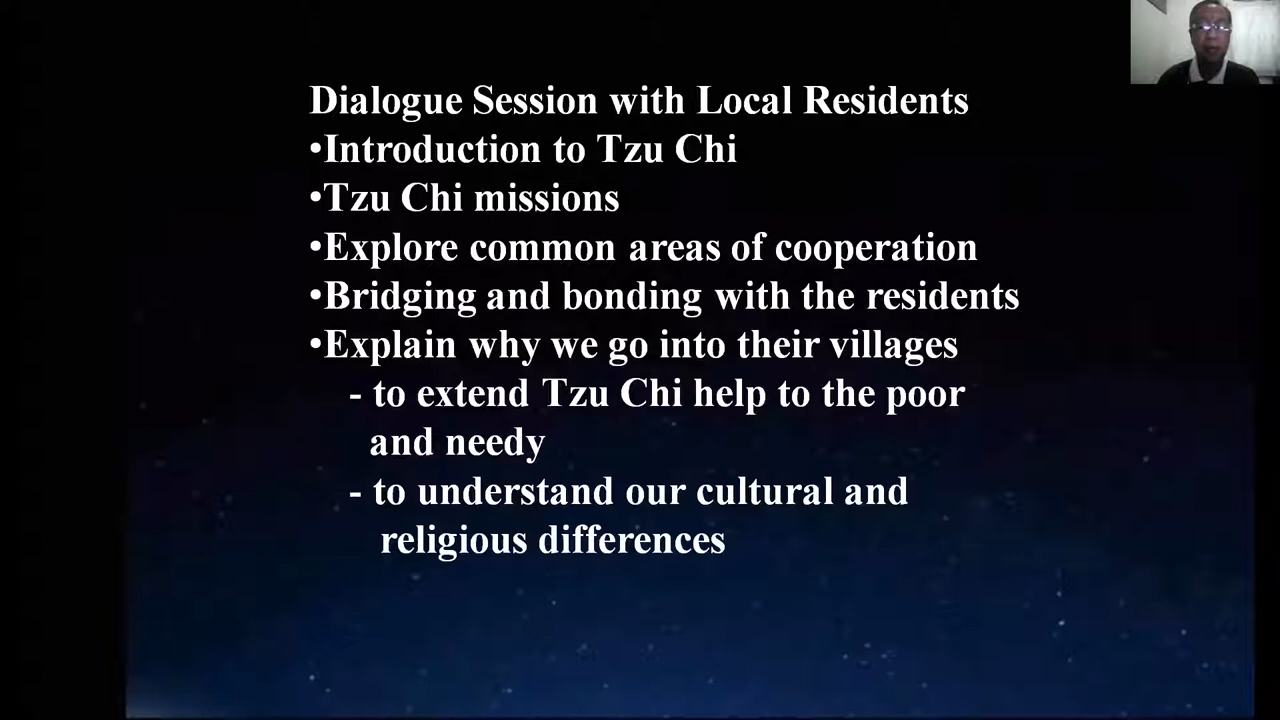 Dialogue Session with Local Residents
•Introduction to Tzu Chi
•Tzu Chi missions
•Explore common areas of cooperation
•Bridging and bonding with the residents
•Explain why we go into their villages
- to extend Tzu Chi help to the poor
and needy
- to understand our cultural and
religious differences